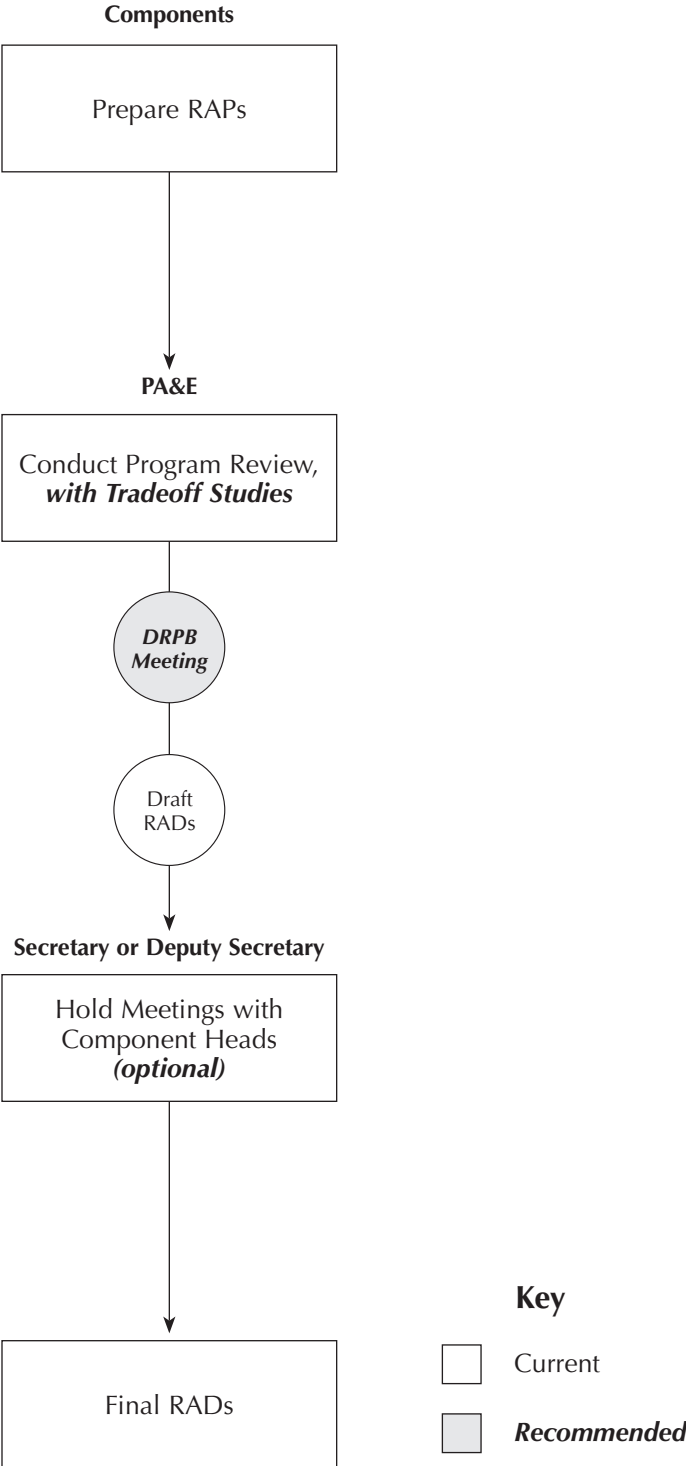 Components
Prepare RAPs
PA&E
Conduct Program Review,
with Tradeoff Studies
DRPB
Meeting
Draft
RADs
Secretary or Deputy Secretary
Hold Meetings with
Component Heads
(optional)
Final RADs
Key
Current
Recommended